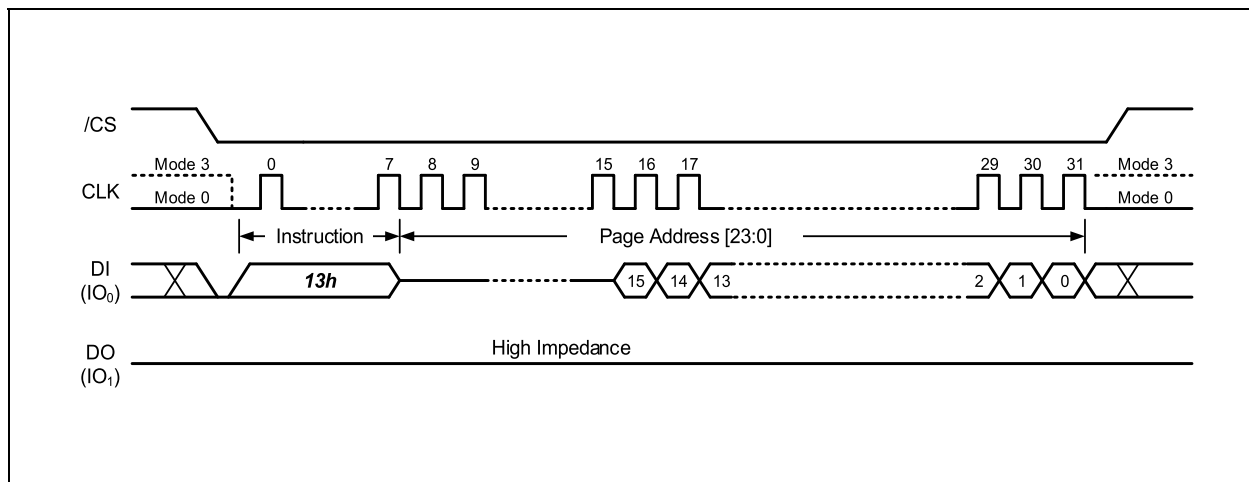 /CS
Mode 3 0 7 8 9 15 16 17 29 30 31 Mode 3
CLK
Mode 0 Mode 0
Instruction Page Address [23:0]
DI
(IO₀)
13h 15 14 13 2 1 0
High Impedance
DO
(IO₁)